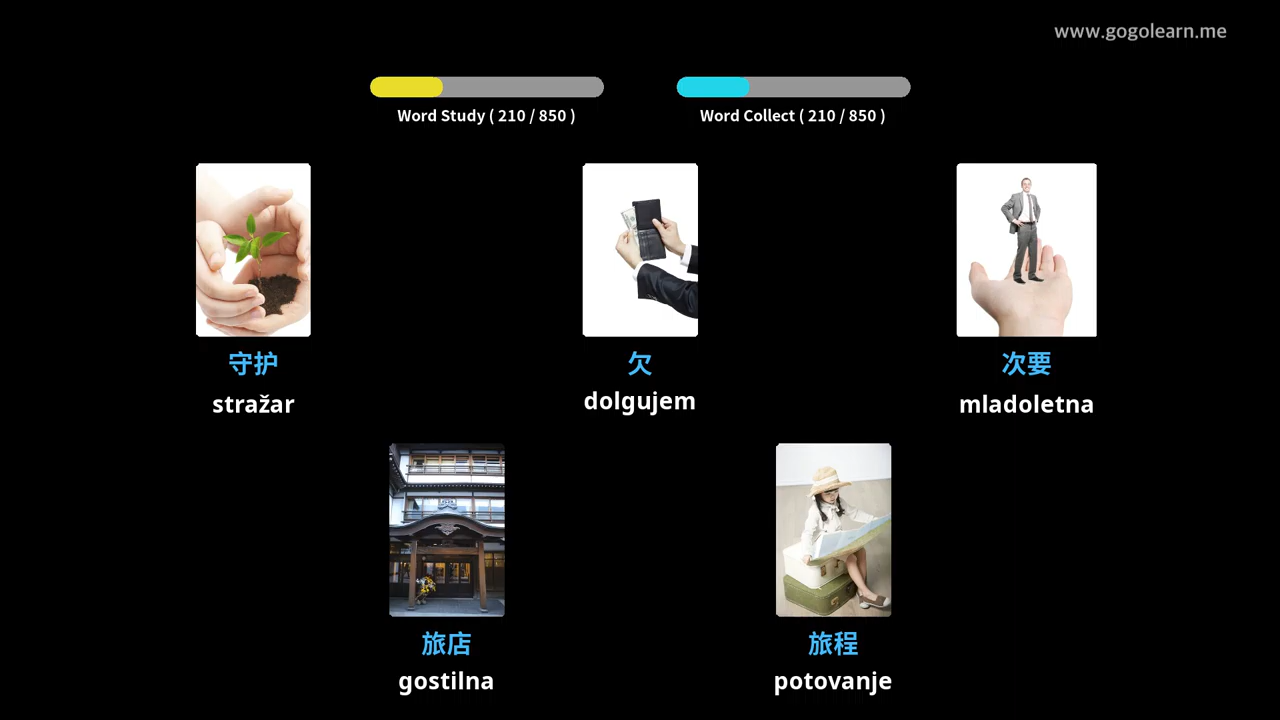 www.gogolearn.me
Word Study ( 210 / 850 )
Word Collect ( 210 / 850 )
守护
stražar
欠
dolgujem
次要
mladoletna
旅店
gostilna
旅程
potovanje